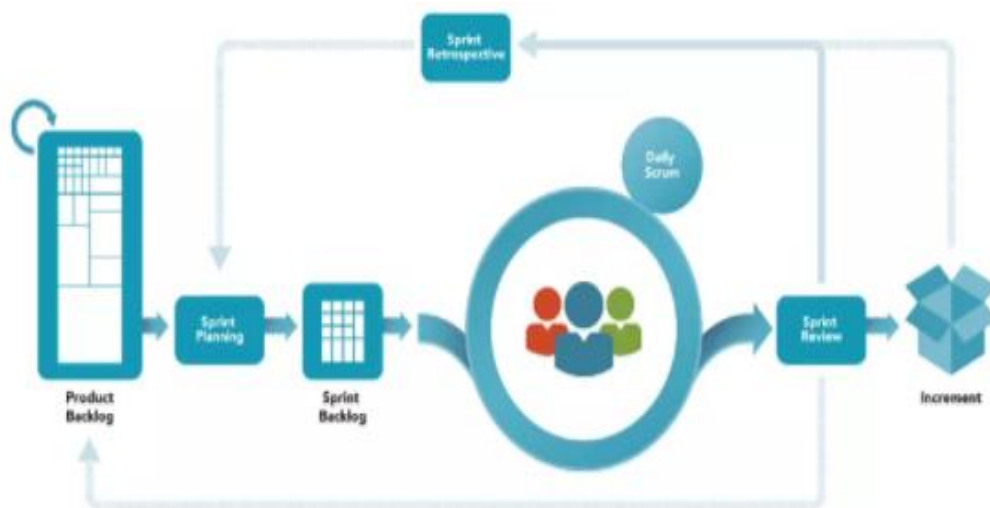 Sprint
Retrospective
Daily
Scrum
Sprint
Planning
Sprint
Review
Product
Backlog
Sprint
Backlog
Increment